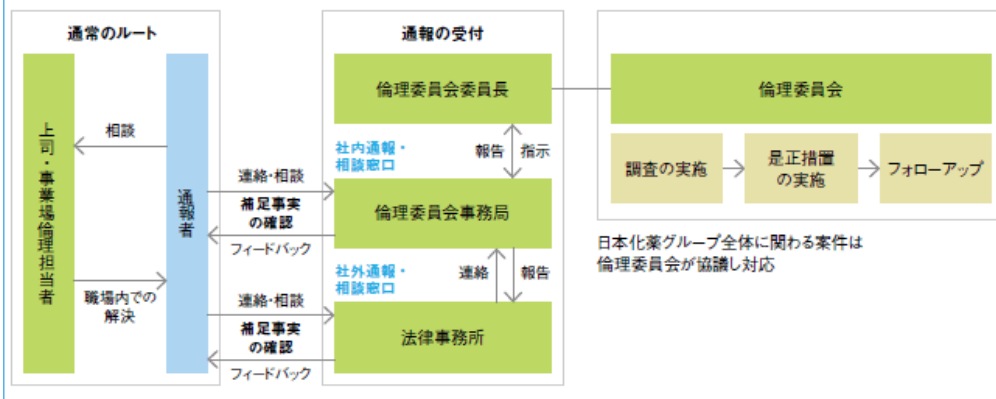 通常のルート
上司・事業場倫理担当者
相談
職場内での
解決
通報者
連絡・相談
補足事実
の確認
フィードバック
連絡・相談
補足事実
の確認
フィードバック
通報の受付
倫理委員会委員長
社内通報・
相談窓口
報告 指示
倫理委員会事務局
社外通報・
相談窓口
連絡 報告
法律事務所
倫理委員会
調査の実施
是正措置
の実施
フォローアップ
日本化薬グループ全体に関わる案件は
倫理委員会が協議し対応